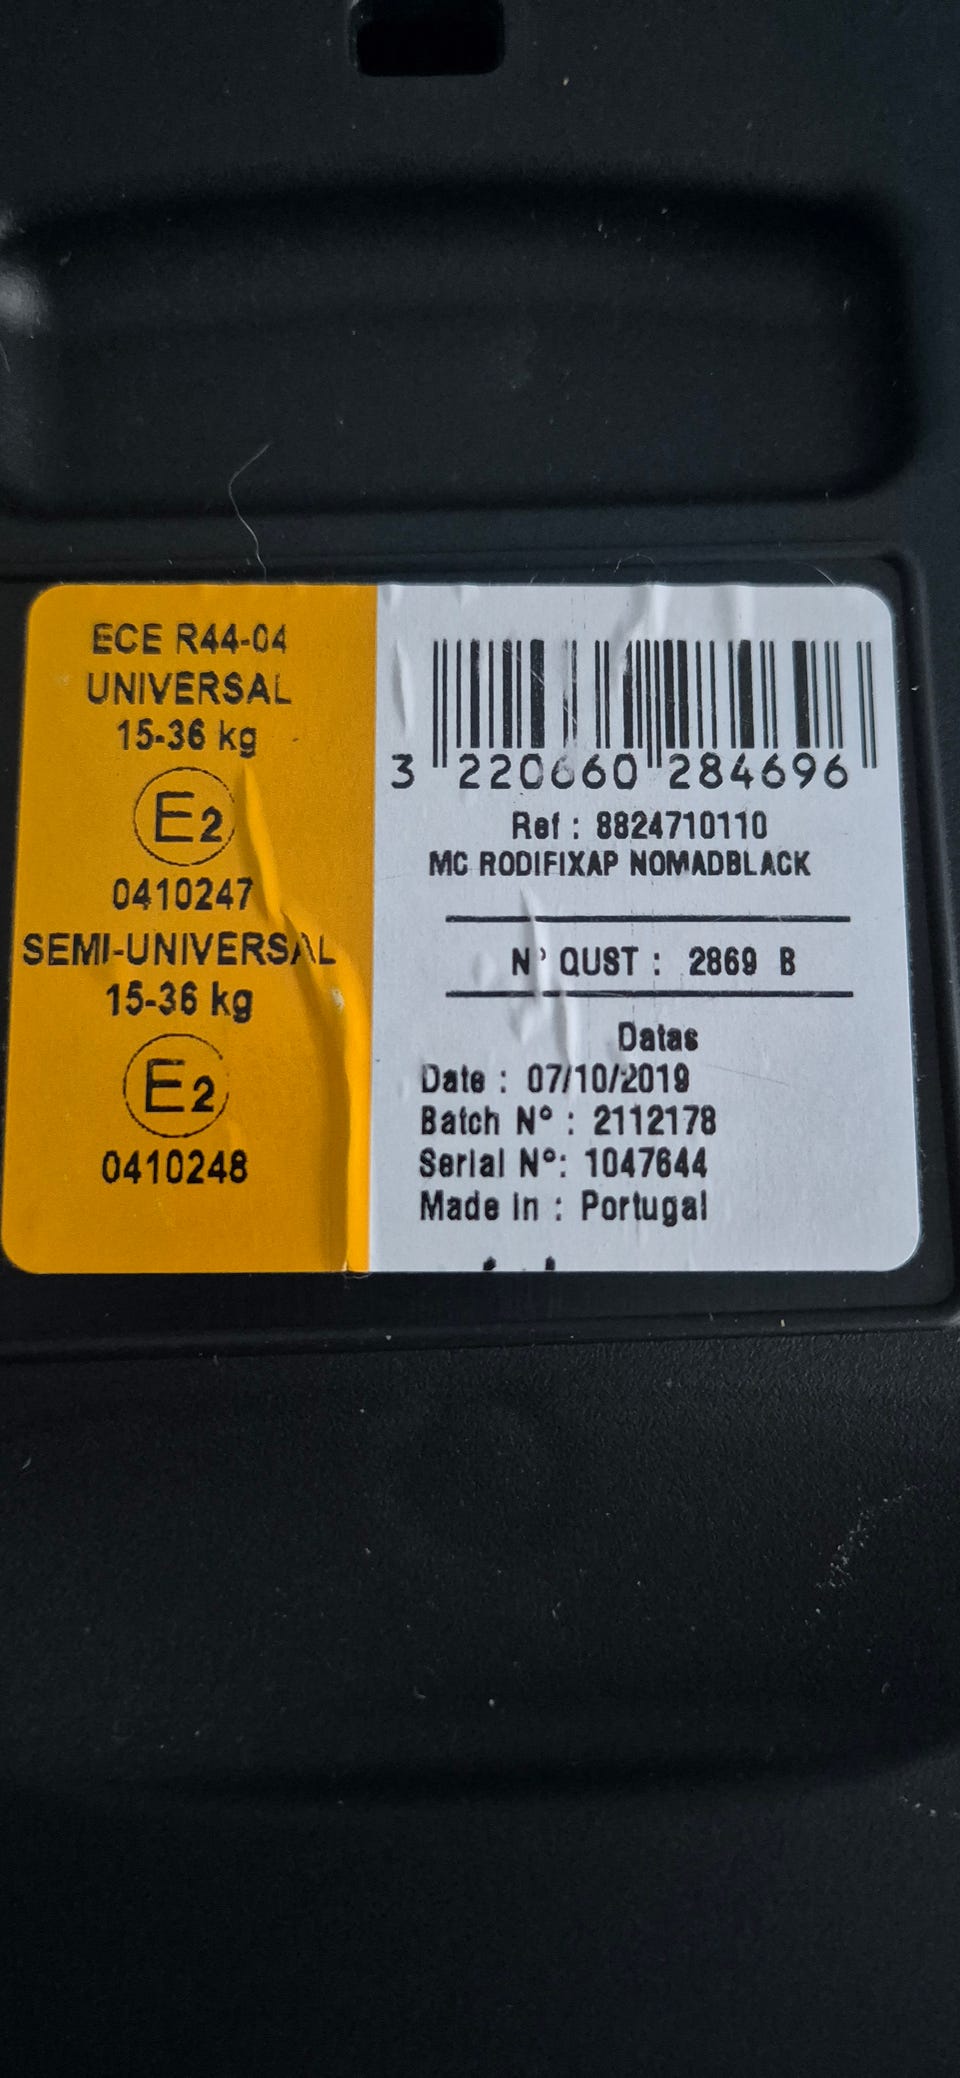 ECE R44-04
UNIVERSAL
15-36 kg
E2
0410247
SEMI-UNIVERSAL
15-36 kg
E2
0410248
3 220660 284696
Ref : 8824710110
MC RODIFIXAP NOMADBLACK
N° QUST : 2869 B
Datas
Date : 07/10/2019
Batch N° : 2112178
Serial N°: 1047644
Made in : Portugal